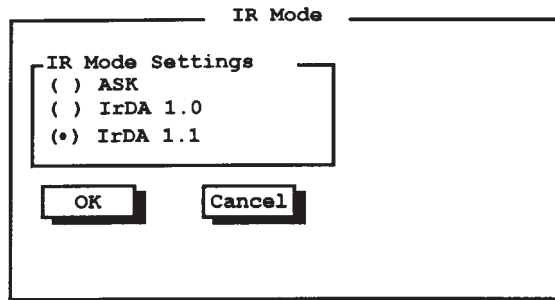 IR Mode
IR Mode Settings
( ) ASK
( ) IrDA 1.0
(•) IrDA 1.1
OK
Cancel